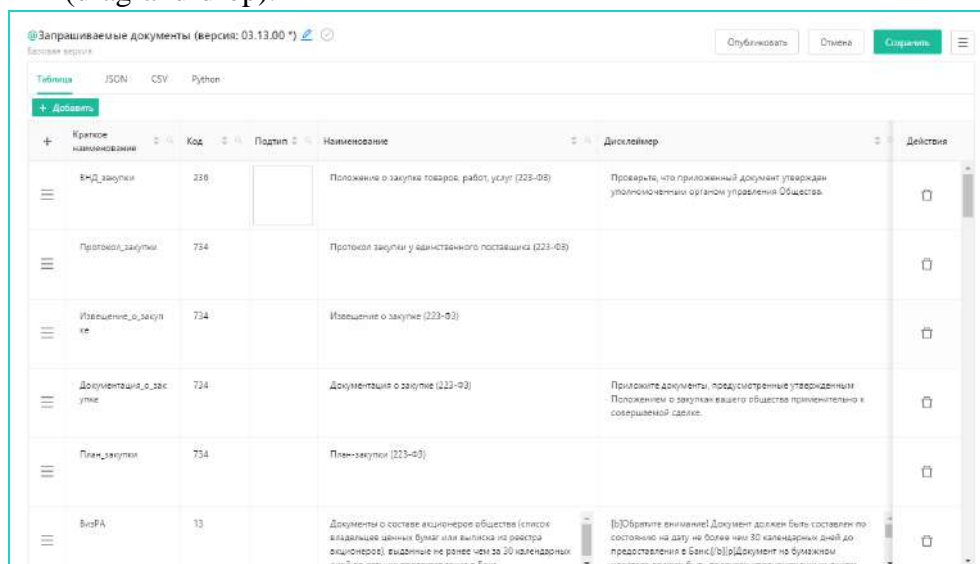 (drag and drop).
@Запрашиваемые документы (версия: 03.13.00 *)
Базовая версия
Опубликовать Отмена Сохранить
Таблица JSON CSV Python
+ Добавить
+ Краткое наименование Код Подтип Наименование Дисклеймер Действия
ВНД_закупки 236 Положение о закупке товаров, работ, услуг (223-ФЗ) Проверьте, что приложенный документ утвержден
уполномоченным органом управления Общества.
Протокол_закупки 734 Протокол закупки у единственного поставщика (223-ФЗ)
Извещение_о_закуп 734 Извещение о закупке (223-ФЗ)
ке
Документация_о_зак 734 Документация о закупке (223-ФЗ) Приложите документы, предусмотренные утвержденным
упке Положением о закупках вашего общества применительно к
совершаемой сделке.
План_закупки 734 План-закупки (223-ФЗ)
ВизРА 13 Документы о составе акционеров общества (список [b]Обратите внимание! Документ должен быть составлен по
владельцев ценных бумаг или выписка из реестра состоянию на дату не более чем 30 календарных дней до
акционеров), выданные не ранее чем за 30 календарных предоставления в Банк.[/b][p]Документ на бумажном